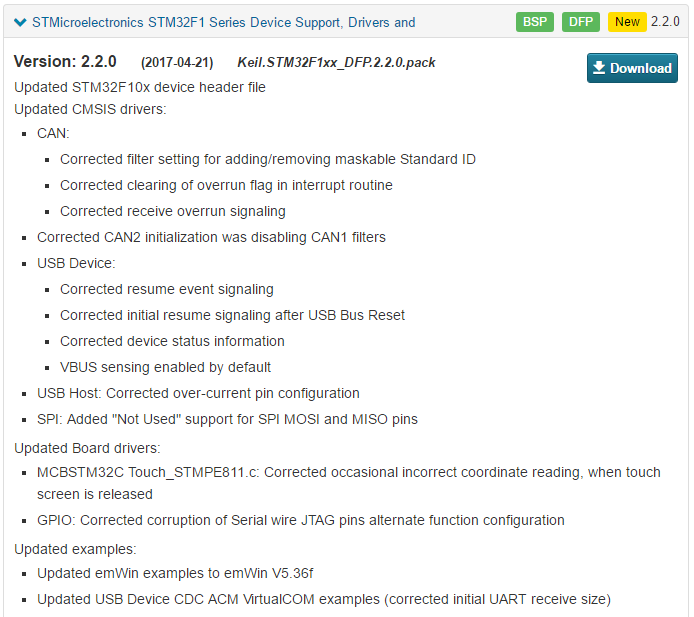 STMicroelectronics STM32F1 Series Device Support, Drivers and BSP DFP New 2.2.0
Version: 2.2.0 (2017-04-21) Keil.STM32F1xx_DFP.2.2.0.pack Download
Updated STM32F10x device header file
Updated CMSIS drivers:
CAN:
Corrected filter setting for adding/removing maskable Standard ID
Corrected clearing of overrun flag in interrupt routine
Corrected receive overrun signaling
Corrected CAN2 initialization was disabling CAN1 filters
USB Device:
Corrected resume event signaling
Corrected initial resume signaling after USB Bus Reset
Corrected device status information
VBUS sensing enabled by default
USB Host: Corrected over-current pin configuration
SPI: Added "Not Used" support for SPI MOSI and MISO pins
Updated Board drivers:
MCBSTM32C Touch_STMPE811.c: Corrected occasional incorrect coordinate reading, when touch
screen is released
GPIO: Corrected corruption of Serial wire JTAG pins alternate function configuration
Updated examples:
Updated emWin examples to emWin V5.36f
Updated USB Device CDC ACM VirtualCOM examples (corrected initial UART receive size)